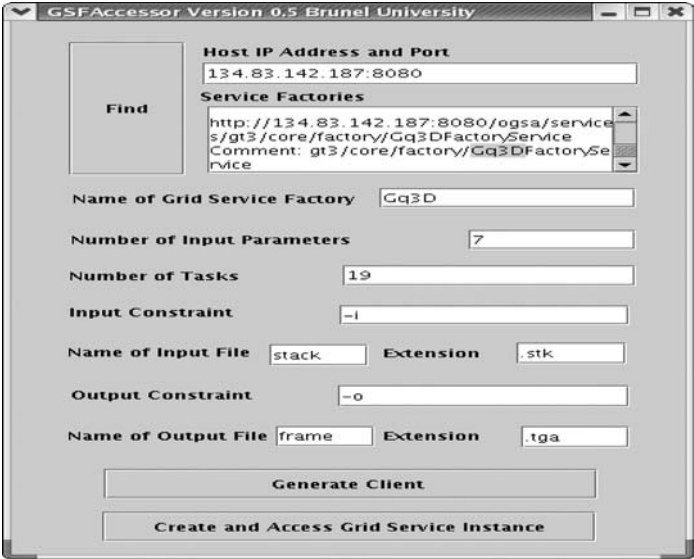 GSFAccessor Version 0.5 Brunel University
Find
Host IP Address and Port
134.83.142.187:8080
Service Factories
http://134.83.142.187:8080/ogsa/service
s/gt3/core/factory/Gq3DFactoryService
Comment: gt3/core/factory/Gq3DFactorySe
rvice
Name of Grid Service Factory Gq3D
Number of Input Parameters 7
Number of Tasks 19
Input Constraint -i
Name of Input File stack Extension .stk
Output Constraint -o
Name of Output File frame Extension .tga
Generate Client
Create and Access Grid Service Instance